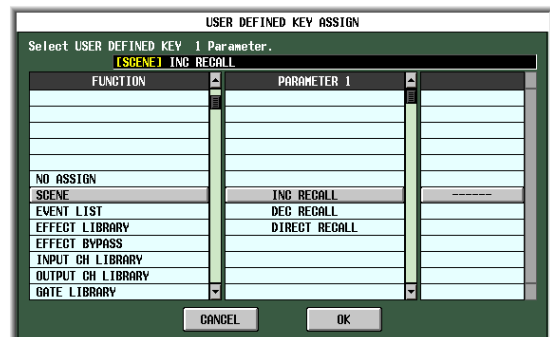 USER DEFINED KEY ASSIGN
Select USER DEFINED KEY 1 Parameter.
[SCENE] INC RECALL
FUNCTION PARAMETER 1
NO ASSIGN
SCENE INC RECALL ------
EVENT LIST DEC RECALL
EFFECT LIBRARY DIRECT RECALL
EFFECT BYPASS
INPUT CH LIBRARY
OUTPUT CH LIBRARY
GATE LIBRARY
CANCEL OK